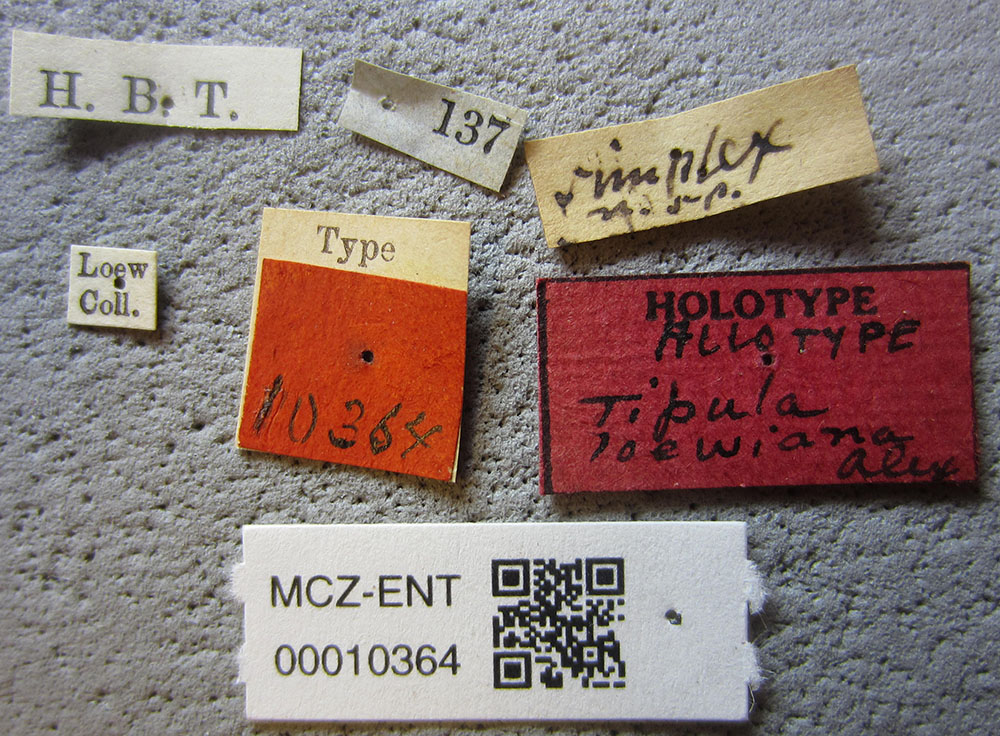 H. B. T.
137
simplex
n. sp.
Loew
Coll.
Type
10364
HOLOTYPE
ALLOTYPE
Tipula
loewiana
Alex
MCZ-ENT
00010364